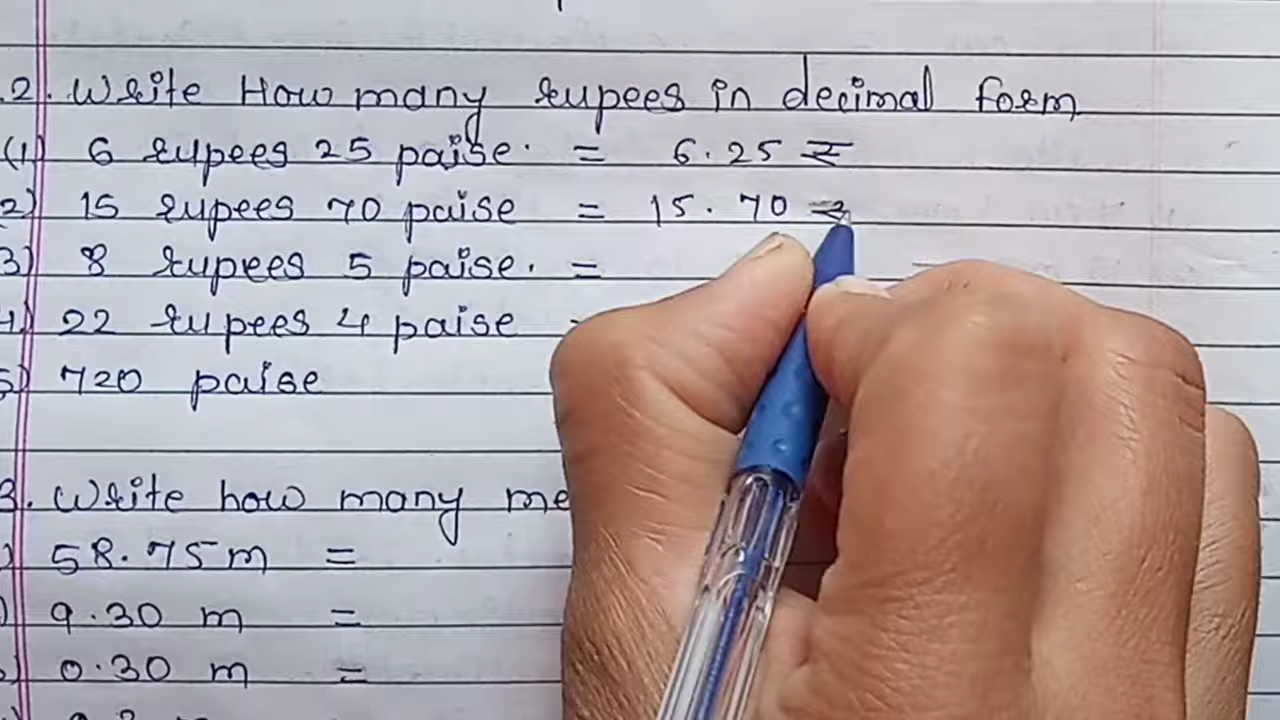 2. Write How many rupees in decimal form
(1) 6 rupees 25 paise. = 6.25 ₹
2) 15 rupees 70 paise = 15.70 ₹
3) 8 rupees 5 paise. =
4) 22 rupees 4 paise
5) 720 paise
3. Write how many me
) 58.75 m =
) 9.30 m =
) 0.30 m =